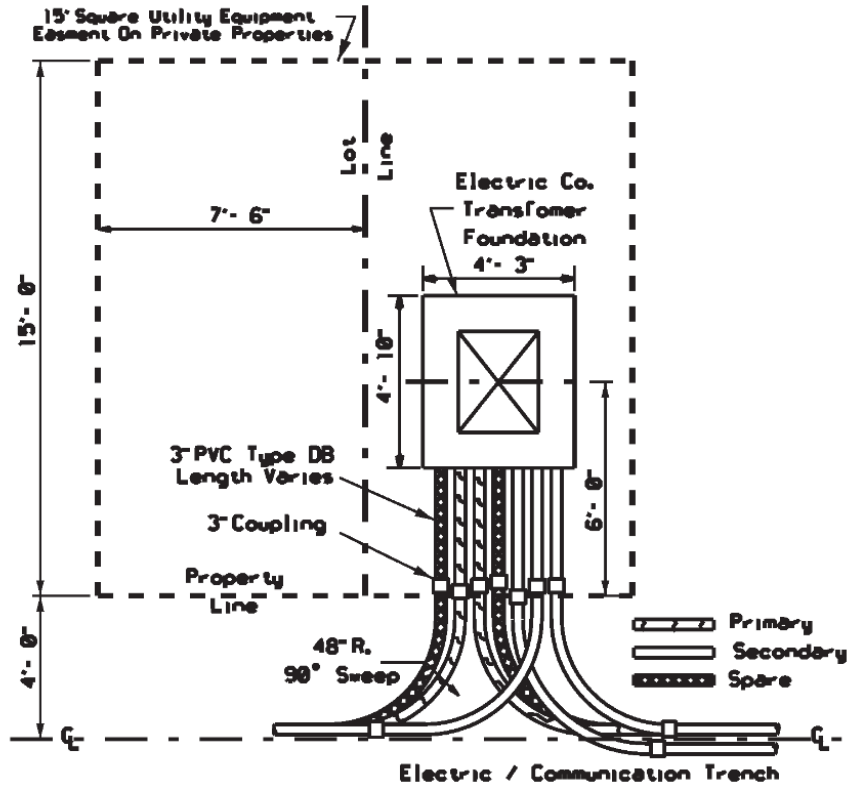 15' Square Utility Equipment
Easment On Private Properties
Lot
Line
7'- 6"
Electric Co.
Transfomer
Foundation
4'- 3"
15'- 0"
4'- 10"
3" PVC Type DB
Length Varies
3" Coupling
6'- 0"
Property
Line
4'- 0"
48" R.
90° Sweep
Primary
Secondary
Spare
CL
CL
Electric / Communication Trench